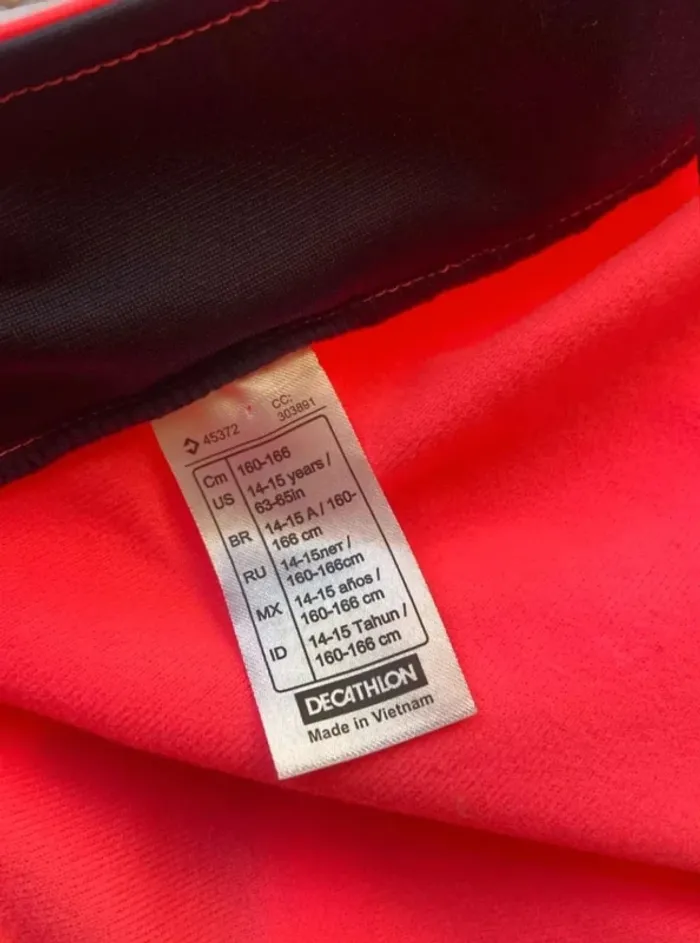 45372
CC:
303891
Cm 160-166
US 14-15 years /
63-65in
BR 14-15 A / 160-
166 cm
RU 14-15лет /
160-166cm
MX 14-15 años /
160-166 cm
ID 14-15 Tahun /
160-166 cm
DECATHLON
Made in Vietnam